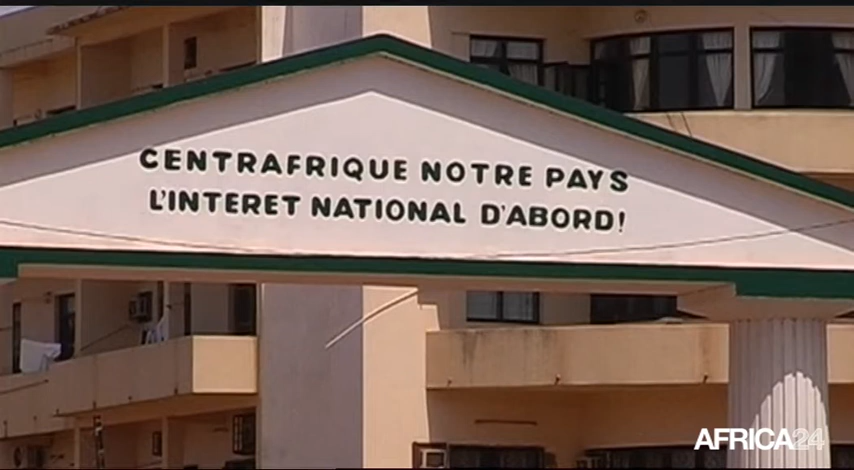 CENTRAFRIQUE NOTRE PAYS
L'INTERET NATIONAL D'ABORD!
AFRICA24